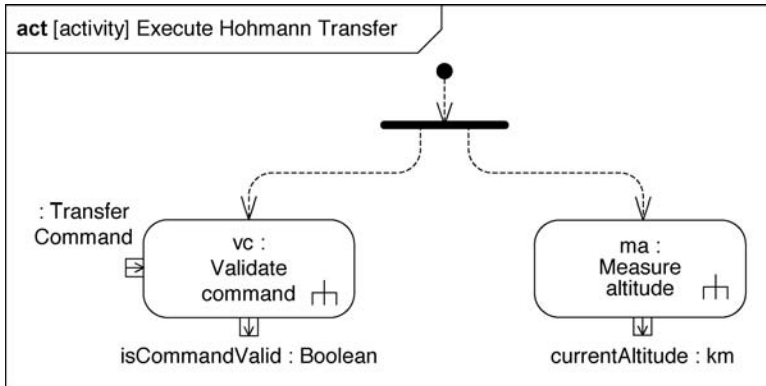 act [activity] Execute Hohmann Transfer
: Transfer
Command
vc :
Validate
command
ma :
Measure
altitude
isCommandValid : Boolean
currentAltitude : km